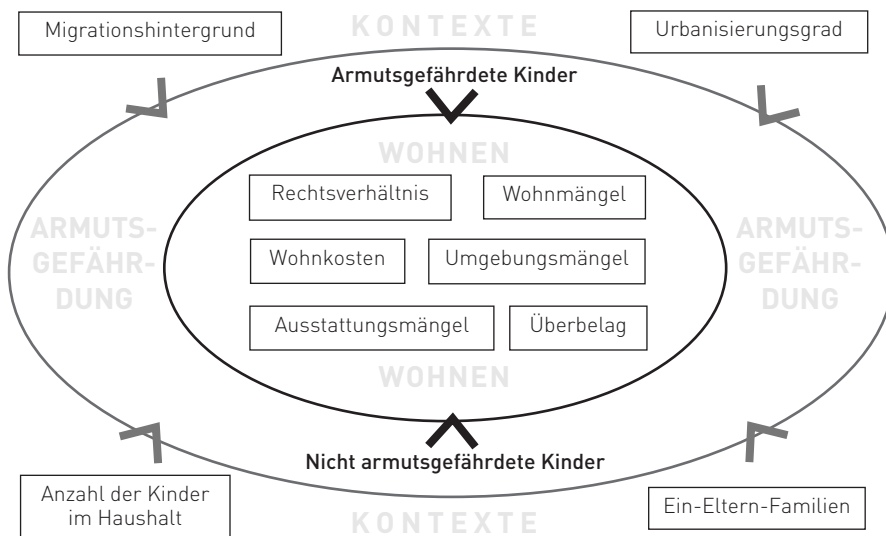 KONTEXTE
Migrationshintergrund
Urbanisierungsgrad
Armutsgefährdete Kinder
WOHNEN
Rechtsverhältnis
Wohnmängel
ARMUTS-
GEFÄHR-
DUNG
Wohnkosten
Umgebungsmängel
ARMUTS-
GEFÄHR-
DUNG
Ausstattungsmängel
Überbelag
WOHNEN
Nicht armutsgefährdete Kinder
Anzahl der Kinder
im Haushalt
Ein-Eltern-Familien
KONTEXTE